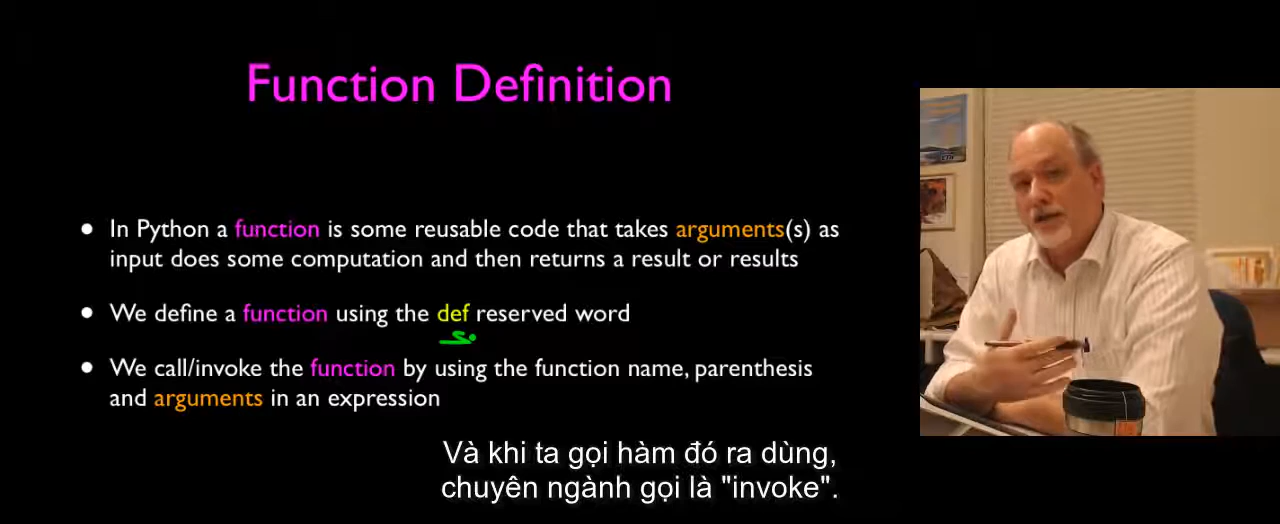 Function Definition
• In Python a function is some reusable code that takes arguments(s) as
input does some computation and then returns a result or results
• We define a function using the def reserved word
• We call/invoke the function by using the function name, parenthesis
and arguments in an expression
Và khi ta gọi hàm đó ra dùng,
chuyên ngành gọi là "invoke".